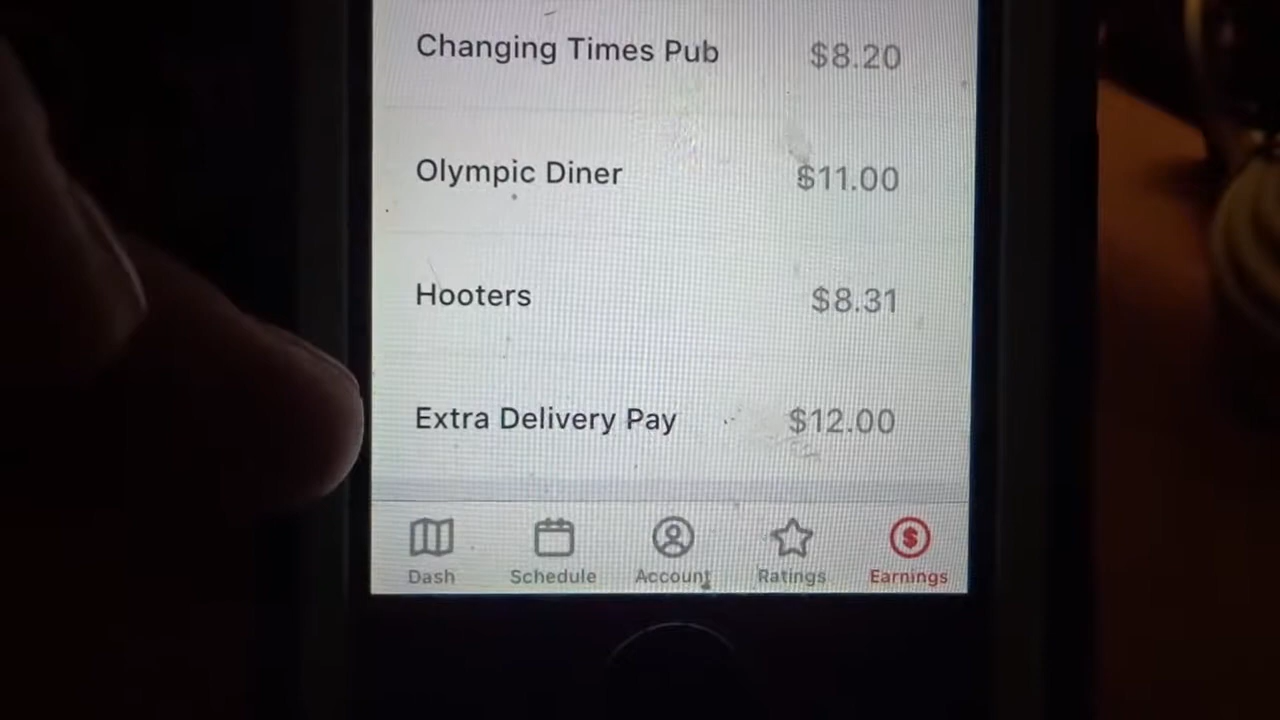 Changing Times Pub $8.20
Olympic Diner $11.00
Hooters $8.31
Extra Delivery Pay $12.00
Dash Schedule Account Ratings Earnings